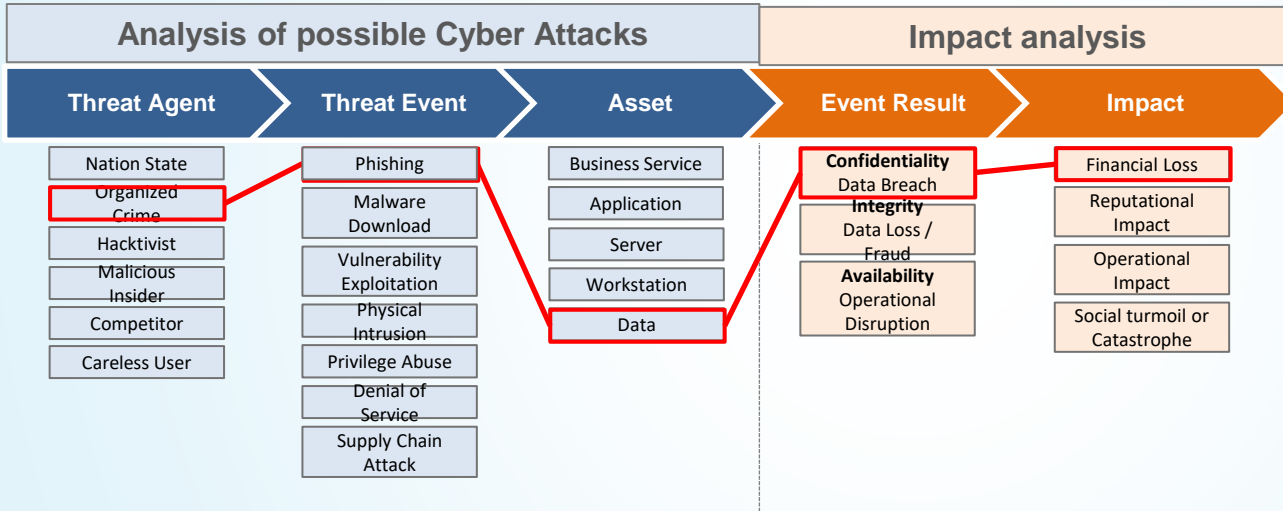 Analysis of possible Cyber Attacks
Impact analysis
Threat Agent
Threat Event
Asset
Event Result
Impact
Nation State
Organized
Crime
Hacktivist
Malicious
Insider
Competitor
Careless User
Phishing
Malware
Download
Vulnerability
Exploitation
Physical
Intrusion
Privilege Abuse
Denial of
Service
Supply Chain
Attack
Business Service
Application
Server
Workstation
Data
Confidentiality
Data Breach
Integrity
Data Loss /
Fraud
Availability
Operational
Disruption
Financial Loss
Reputational
Impact
Operational
Impact
Social turmoil or
Catastrophe